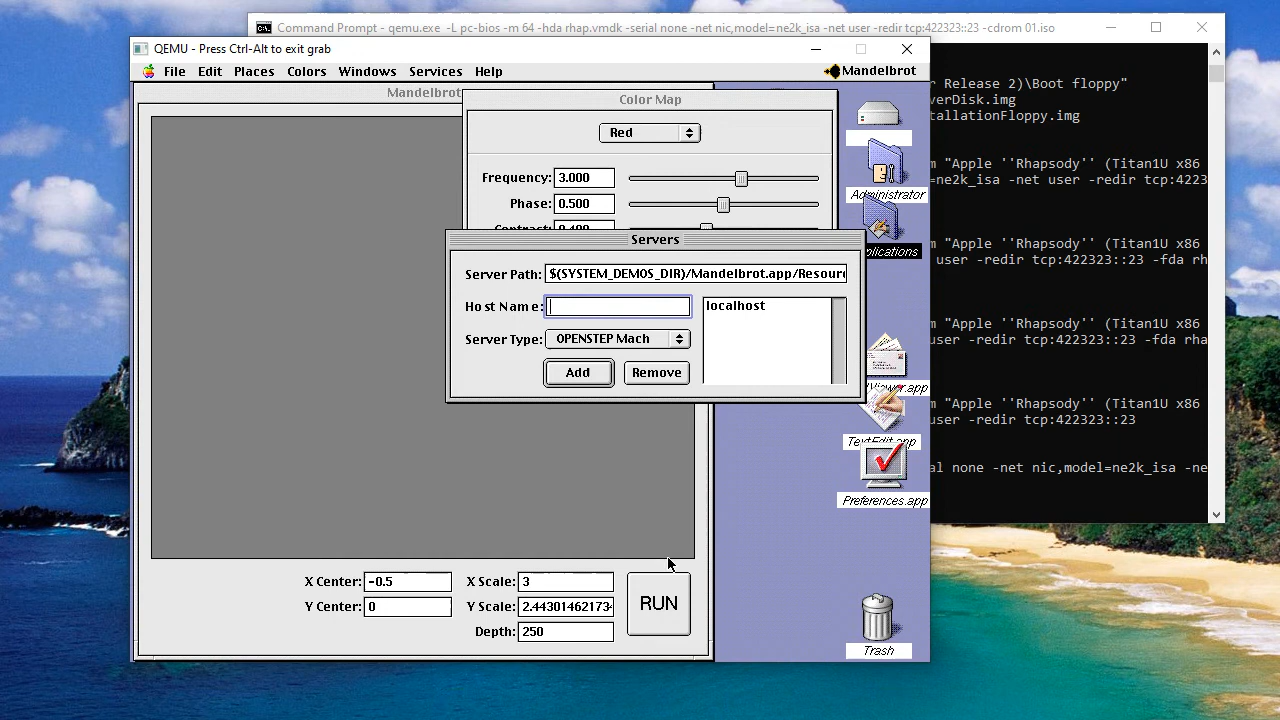 Command Prompt - qemu.exe -L pc-bios -m 64 -hda rhap.vmdk -serial none -net nic,model=ne2k_isa -net user -redir tcp:422323::23 -cdrom 01.iso
QEMU - Press Ctrl-Alt to exit grab
File Edit Places Colors Windows Services Help Mandelbrot
Release 2)\Boot floppy"
verDisk.img
tallationFloppy.img
"Apple ''Rhapsody'' (Titan1U x86
=ne2k_isa -net user -redir tcp:4223
"Apple ''Rhapsody'' (Titan1U x86
user -redir tcp:422323::23 -fda rha
"Apple ''Rhapsody'' (Titan1U x86
user -redir tcp:422323::23 -fda rha
"Apple ''Rhapsody'' (Titan1U x86
user -redir tcp:422323::23
al none -net nic,model=ne2k_isa -ne
Mandelbrot
Color Map
Red
Frequency: 3.000
Phase: 0.500
Servers
Server Path: $(SYSTEM_DEMOS_DIR)/Mandelbrot.app/Resour
Host Name:
localhost
Server Type: OPENSTEP Mach
Add Remove
X Center: -0.5 X Scale: 3
Y Center: 0 Y Scale: 2.44301462173
Depth: 250
RUN
Administrator
plications
Viewer.app
TextEdit.app
Preferences.app
Trash